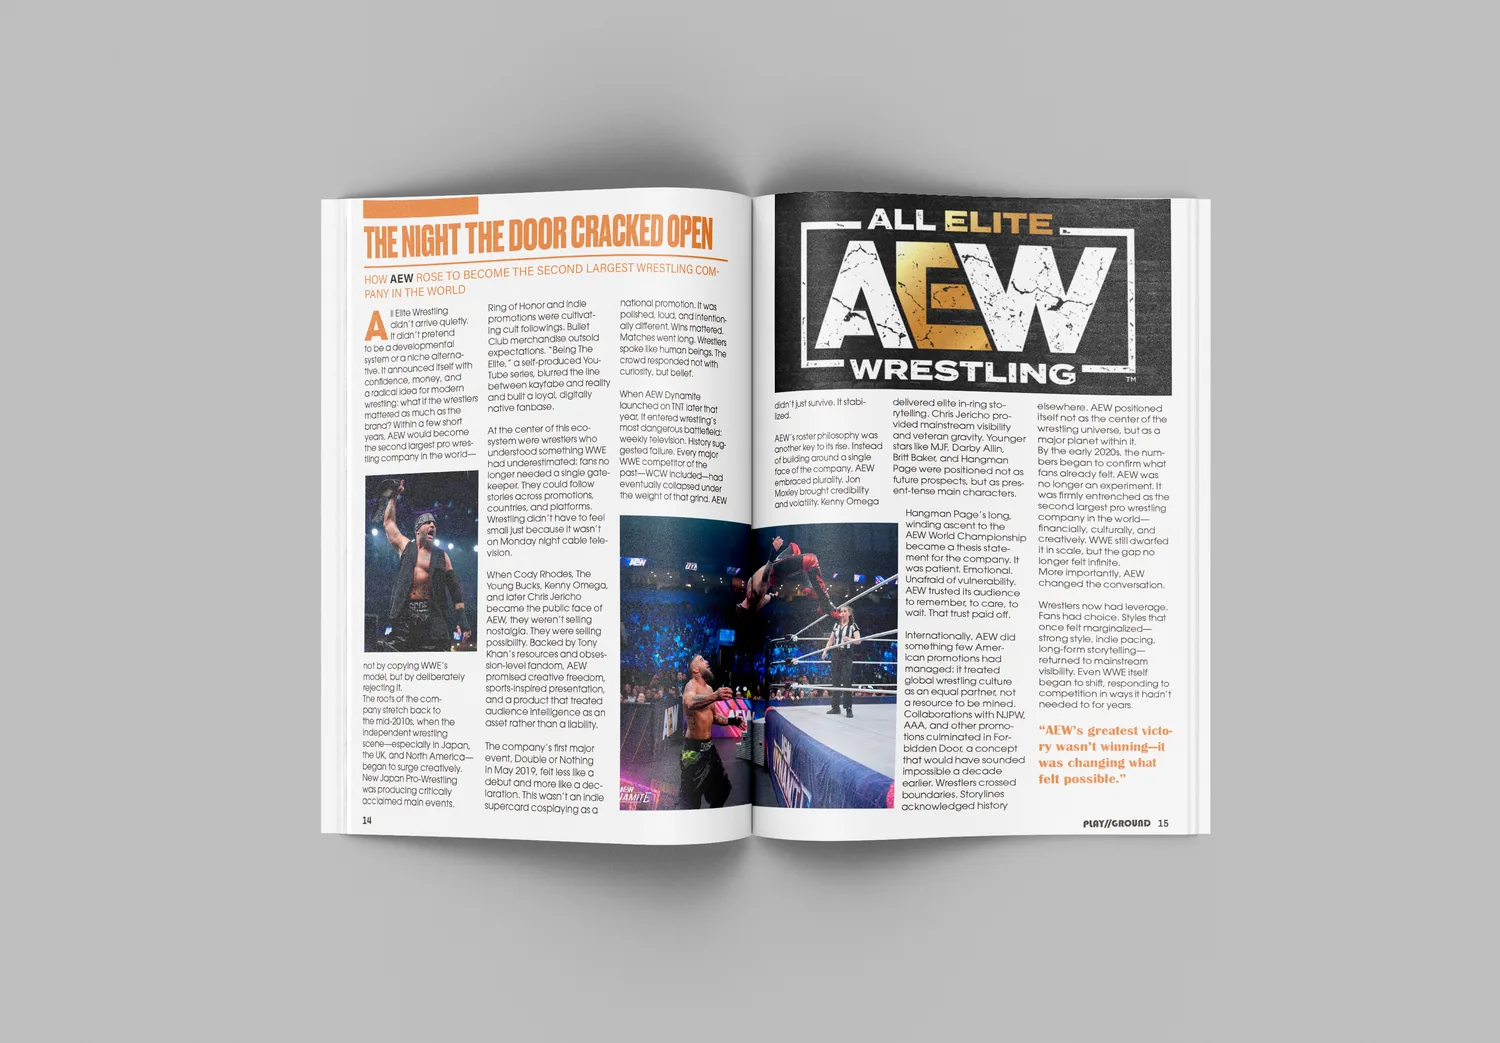 THE NIGHT THE DOOR CRACKED OPEN
HOW AEW ROSE TO BECOME THE SECOND LARGEST WRESTLING COM-
PANY IN THE WORLD
All Elite Wrestling
didn't arrive quietly.
It didn't pretend
to be a developmental
system or a niche alterna-
tive. It announced itself with
confidence, money, and
a radical idea for modern
wrestling: what if the wrestlers
mattered as much as the
brand? Within a few short
years, AEW would become
the second largest pro wres-
tling company in the world—
not by copying WWE's
model, but by deliberately
rejecting it.
The roots of the com-
pany stretch back to
the mid-2010s, when the
independent wrestling
scene—especially in Japan,
the UK, and North America—
began to surge creatively.
New Japan Pro-Wrestling
was producing critically
acclaimed main events.
Ring of Honor and indie
promotions were cultivat-
ing cult followings. Bullet
Club merchandise outsold
expectations. "Being The
Elite," a self-produced You-
Tube series, blurred the line
between kayfabe and reality
and built a loyal, digitally
native fanbase.
At the center of this eco-
system were wrestlers who
understood something WWE
had underestimated: fans no
longer needed a single gate-
keeper. They could follow
stories across promotions,
countries, and platforms.
Wrestling didn't have to feel
small just because it wasn't
on Monday night cable tele-
vision.
When Cody Rhodes, The
Young Bucks, Kenny Omega,
and later Chris Jericho
became the public face of
AEW, they weren't selling
nostalgia. They were selling
possibility. Backed by Tony
Khan's resources and obses-
sion-level fandom, AEW
promised creative freedom,
sports-inspired presentation,
and a product that treated
audience intelligence as an
asset rather than a liability.
The company's first major
event, Double or Nothing
in May 2019, felt less like a
debut and more like a dec-
laration. This wasn't an indie
supercard cosplaying as a
national promotion. It was
polished, loud, and intention-
ally different. Wins mattered.
Matches went long. Wrestlers
spoke like human beings. The
crowd responded not with
curiosity, but belief.
When AEW Dynamite
launched on TNT later that
year, it entered wrestling's
most dangerous battlefield:
weekly television. History sug-
gested failure. Every major
WWE competitor of the
past—WCW included—had
eventually collapsed under
the weight of that grind. AEW
14
ALL ELITE
AEW
WRESTLING
TM
didn't just survive. It stabi-
lized.
AEW's roster philosophy was
another key to its rise. Instead
of building around a single
face of the company, AEW
embraced plurality. Jon
Moxley brought credibility
and volatility. Kenny Omega
delivered elite in-ring sto-
rytelling. Chris Jericho pro-
vided mainstream visibility
and veteran gravity. Younger
stars like MJF, Darby Allin,
Britt Baker, and Hangman
Page were positioned not as
future prospects, but as pres-
ent-tense main characters.
Hangman Page's long,
winding ascent to the
AEW World Championship
became a thesis state-
ment for the company. It
was patient. Emotional.
Unafraid of vulnerability.
AEW trusted its audience
to remember, to care, to
wait. That trust paid off.
Internationally, AEW did
something few Amer-
ican promotions had
managed: it treated
global wrestling culture
as an equal partner, not
a resource to be mined.
Collaborations with NJPW,
AAA, and other promo-
tions culminated in For-
bidden Door, a concept
that would have sounded
impossible a decade
earlier. Wrestlers crossed
boundaries. Storylines
acknowledged history
elsewhere. AEW positioned
itself not as the center of the
wrestling universe, but as a
major planet within it.
By the early 2020s, the num-
bers began to confirm what
fans already felt. AEW was
no longer an experiment. It
was firmly entrenched as the
second largest pro wrestling
company in the world—
financially, culturally, and
creatively. WWE still dwarfed
it in scale, but the gap no
longer felt infinite.
More importantly, AEW
changed the conversation.
Wrestlers now had leverage.
Fans had choice. Styles that
once felt marginalized—
strong style, indie pacing,
long-form storytelling—
returned to mainstream
visibility. Even WWE itself
began to shift, responding to
competition in ways it hadn't
needed to for years.
"AEW's greatest victo-
ry wasn't winning—it
was changing what
felt possible."
PLAY//GROUND 15